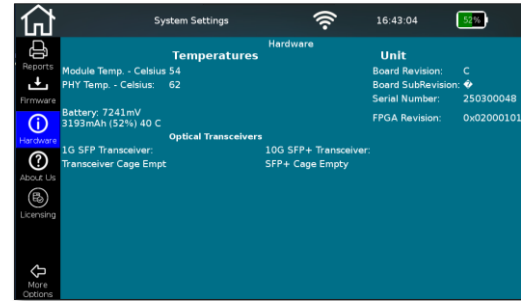 System Settings 16:43:04 52%
Hardware
Reports
Firmware
Hardware
About Us
Licensing
More
Options
Temperatures
Module Temp. - Celsius 54
PHY Temp. - Celsius: 62
Battery: 7241mV
3193mAh (52%) 40 C
Unit
Board Revision: C
Board SubRevision: �
Serial Number: 250300048
FPGA Revision: 0x02000101
Optical Transceivers
1G SFP Transceiver:
Transceiver Cage Empt
10G SFP+ Transceiver:
SFP+ Cage Empty